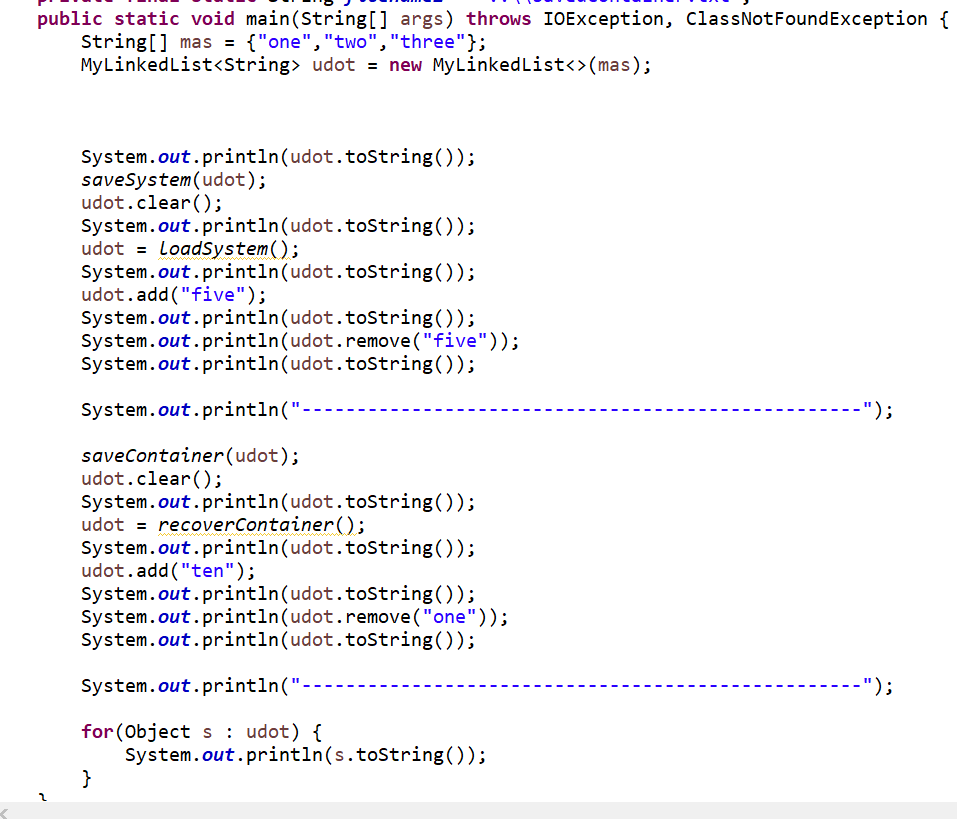 public static void main(String[] args) throws IOException, ClassNotFoundException {
String[] mas = {"one","two","three"};
MyLinkedList<String> udot = new MyLinkedList<>(mas);
System.out.println(udot.toString());
saveSystem(udot);
udot.clear();
System.out.println(udot.toString());
udot = LoadSystem();
System.out.println(udot.toString());
udot.add("five");
System.out.println(udot.toString());
System.out.println(udot.remove("five"));
System.out.println(udot.toString());
System.out.println("---------------------------------------------------");
saveContainer(udot);
udot.clear();
System.out.println(udot.toString());
udot = recoverContainer();
System.out.println(udot.toString());
udot.add("ten");
System.out.println(udot.toString());
System.out.println(udot.remove("one"));
System.out.println(udot.toString());
System.out.println("---------------------------------------------------");
for(Object s : udot) {
System.out.println(s.toString());
}
}